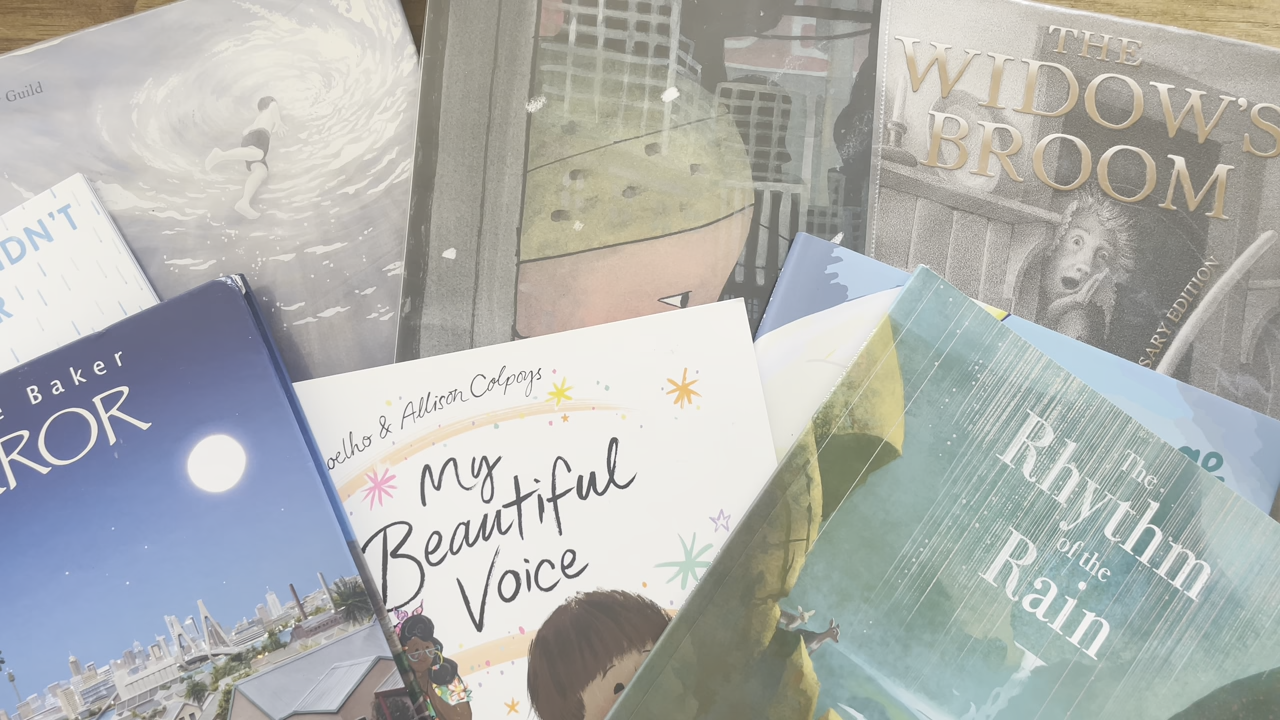 Guild
THE
WIDOW'S
BROOM
SARY EDITION
IDN'T
R
e Baker
ROR
oelho & Allison Colpoys
My
Beautiful
Voice
The
Rhythm
of the
Rain